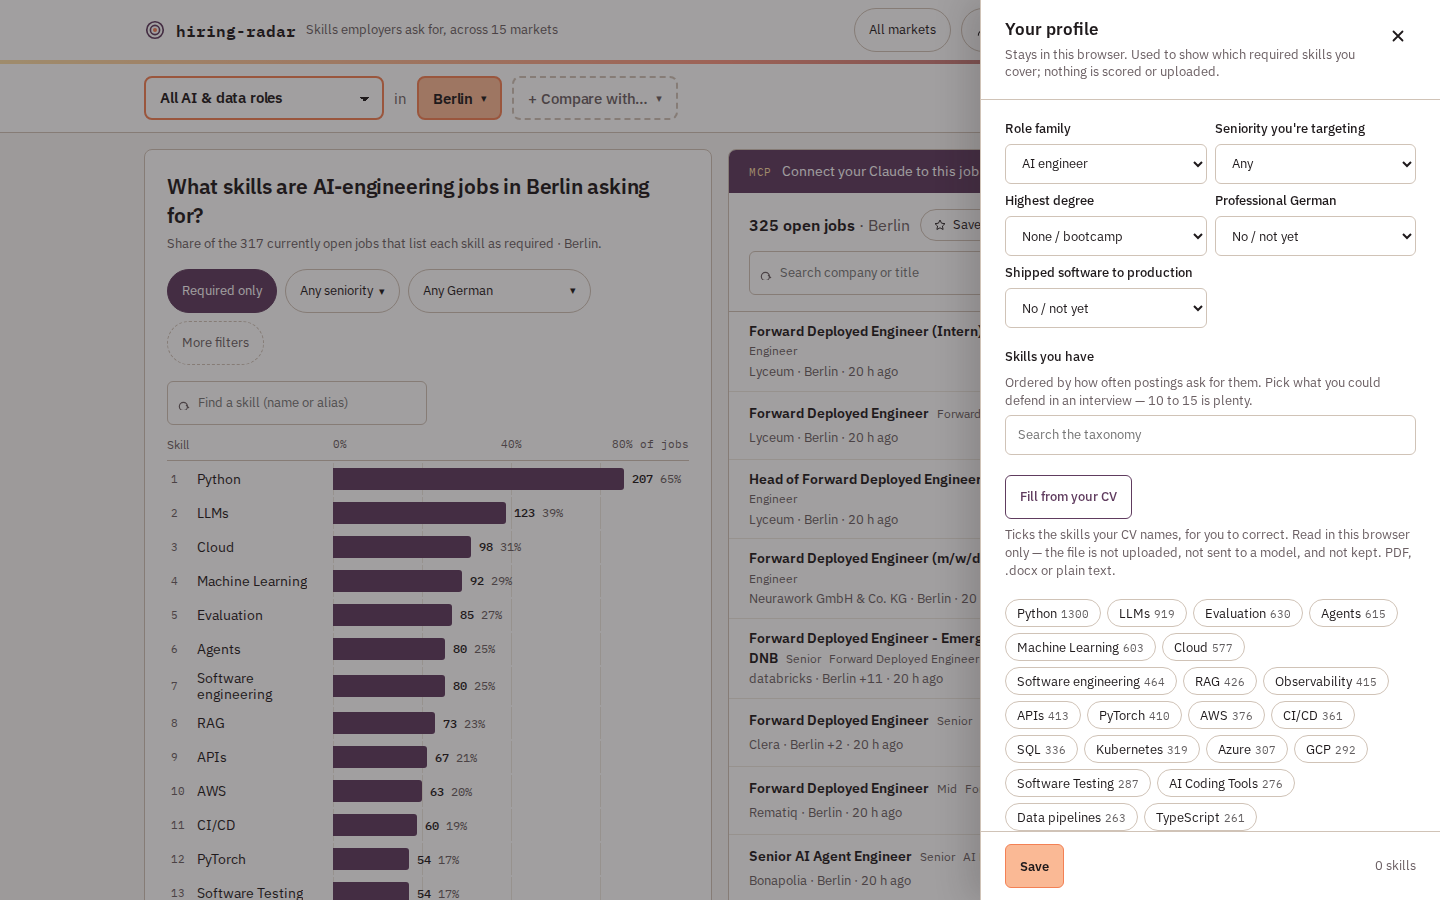 hiring-radar
Skills employers ask for, across 15 markets
All markets
All AI & data roles
in
Berlin
+ Compare with...
What skills are AI-engineering jobs in Berlin asking
for?
Share of the 317 currently open jobs that list each skill as required · Berlin.
Required only
Any seniority
Any German
More filters
Find a skill (name or alias)
Skill 0% 40% 80% of jobs
1 Python 207 65%
2 LLMs 123 39%
3 Cloud 98 31%
4 Machine Learning 92 29%
5 Evaluation 85 27%
6 Agents 80 25%
7 Software engineering 80 25%
8 RAG 73 23%
9 APIs 67 21%
10 AWS 63 20%
11 CI/CD 60 19%
12 PyTorch 54 17%
13 Software Testing 54 17%
MCP Connect your Claude to this job
325 open jobs · Berlin
Save
Search company or title
Forward Deployed Engineer (Intern)
Engineer
Lyceum · Berlin · 20 h ago
Forward Deployed Engineer Forward
Lyceum · Berlin · 20 h ago
Head of Forward Deployed Engineer
Engineer
Lyceum · Berlin · 20 h ago
Forward Deployed Engineer (m/w/d
Engineer
Neurawork GmbH & Co. KG · Berlin · 20
Forward Deployed Engineer - Emerg
DNB Senior Forward Deployed Engineer
databricks · Berlin +11 · 20 h ago
Forward Deployed Engineer Senior
Clera · Berlin +2 · 20 h ago
Forward Deployed Engineer Mid Fo
Rematiq · Berlin · 20 h ago
Senior AI Agent Engineer Senior AI
Bonapolia · Berlin · 20 h ago
Your profile
Stays in this browser. Used to show which required skills you
cover; nothing is scored or uploaded.
Role family
AI engineer
Seniority you're targeting
Any
Highest degree
None / bootcamp
Professional German
No / not yet
Shipped software to production
No / not yet
Skills you have
Ordered by how often postings ask for them. Pick what you could
defend in an interview — 10 to 15 is plenty.
Search the taxonomy
Fill from your CV
Ticks the skills your CV names, for you to correct. Read in this browser
only — the file is not uploaded, not sent to a model, and not kept. PDF,
.docx or plain text.
Python 1300 LLMs 919 Evaluation 630 Agents 615
Machine Learning 603 Cloud 577
Software engineering 464 RAG 426 Observability 415
APIs 413 PyTorch 410 AWS 376 CI/CD 361
SQL 336 Kubernetes 319 Azure 307 GCP 292
Software Testing 287 AI Coding Tools 276
Data pipelines 263 TypeScript 261
Save
0 skills